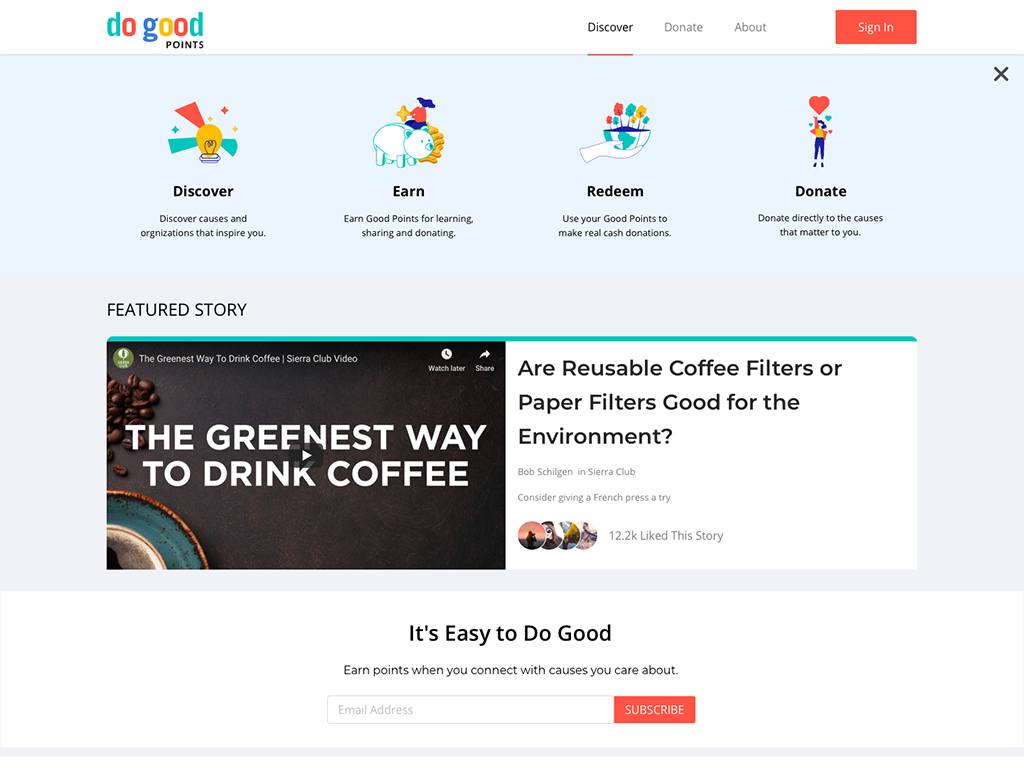 do good
POINTS
Discover
Donate
About
Sign In
Discover
Discover causes and
orgnizations that inspire you.
Earn
Earn Good Points for learning,
sharing and donating.
Redeem
Use your Good Points to
make real cash donations.
Donate
Donate directly to the causes
that matter to you.
FEATURED STORY
The Greenest Way To Drink Coffee | Sierra Club Video
Watch later
Share
THE GREENEST WAY
TO DRINK COFFEE
Are Reusable Coffee Filters or
Paper Filters Good for the
Environment?
Bob Schilgen in Sierra Club
Consider giving a French press a try
12.2k Liked This Story
It's Easy to Do Good
Earn points when you connect with causes you care about.
Email Address
SUBSCRIBE